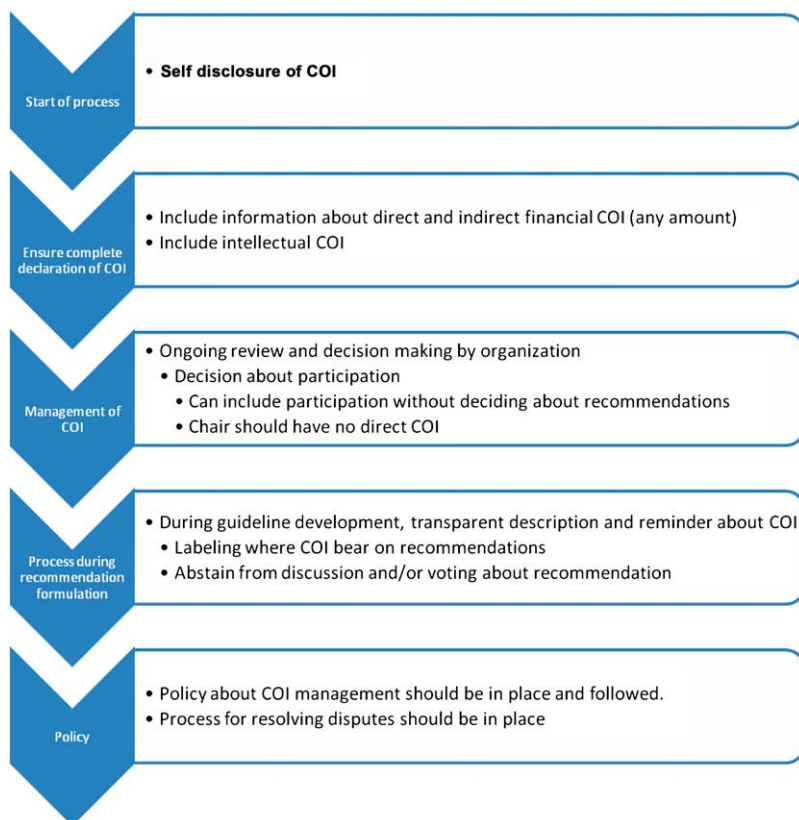 Start of process
• Self disclosure of COI
Ensure complete
declaration of COI
• Include information about direct and indirect financial COI (any amount)
• Include intellectual COI
Management of
COI
• Ongoing review and decision making by organization
• Decision about participation
• Can include participation without deciding about recommendations
• Chair should have no direct COI
Process during
recommendation
formulation
• During guideline development, transparent description and reminder about COI
• Labeling where COI bear on recommendations
• Abstain from discussion and/or voting about recommendation
Policy
• Policy about COI management should be in place and followed.
• Process for resolving disputes should be in place